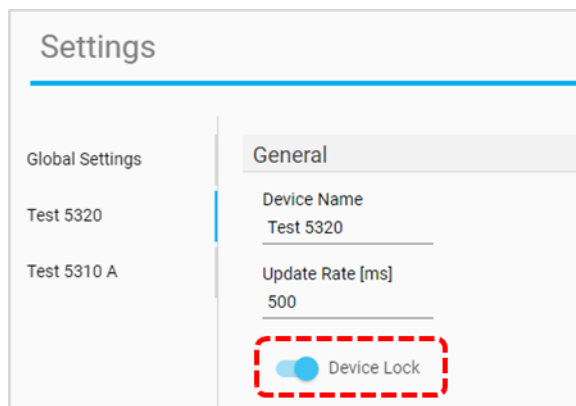 Settings
Global Settings
Test 5320
Test 5310 A
General
Device Name
Test 5320
Update Rate [ms]
500
Device Lock